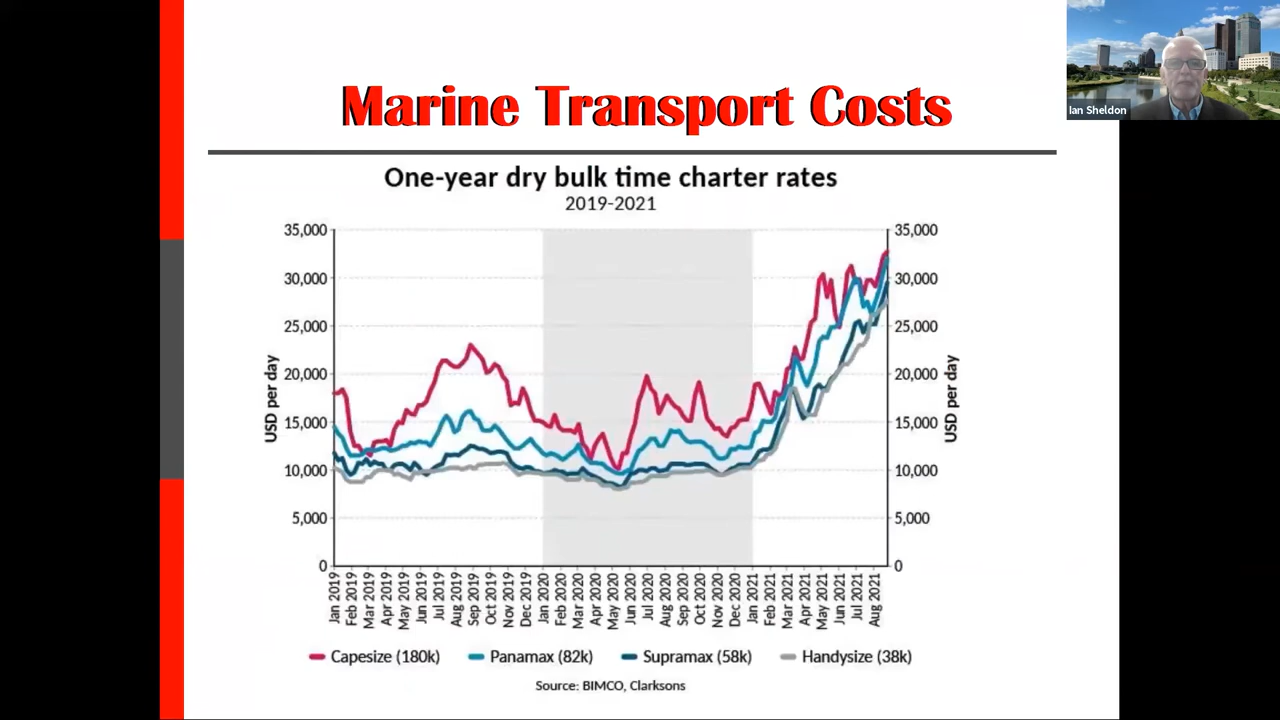 Marine Transport Costs
Ian Sheldon
One-year dry bulk time charter rates
2019-2021
35,000
30,000
25,000
20,000
15,000
10,000
5,000
0
USD per day
35,000
30,000
25,000
20,000
15,000
10,000
5,000
0
USD per day
Jan 2019
Feb 2019
Mar 2019
Apr 2019
May 2019
Jun 2019
Jul 2019
Aug 2019
Sep 2019
Oct 2019
Nov 2019
Dec 2019
Jan 2020
Feb 2020
Mar 2020
Apr 2020
May 2020
Jun 2020
Jul 2020
Aug 2020
Sep 2020
Oct 2020
Nov 2020
Dec 2020
Jan 2021
Feb 2021
Mar 2021
Apr 2021
May 2021
Jun 2021
Jul 2021
Aug 2021
Capesize (180k) Panamax (82k) Supramax (58k) Handysize (38k)
Source: BIMCO, Clarksons